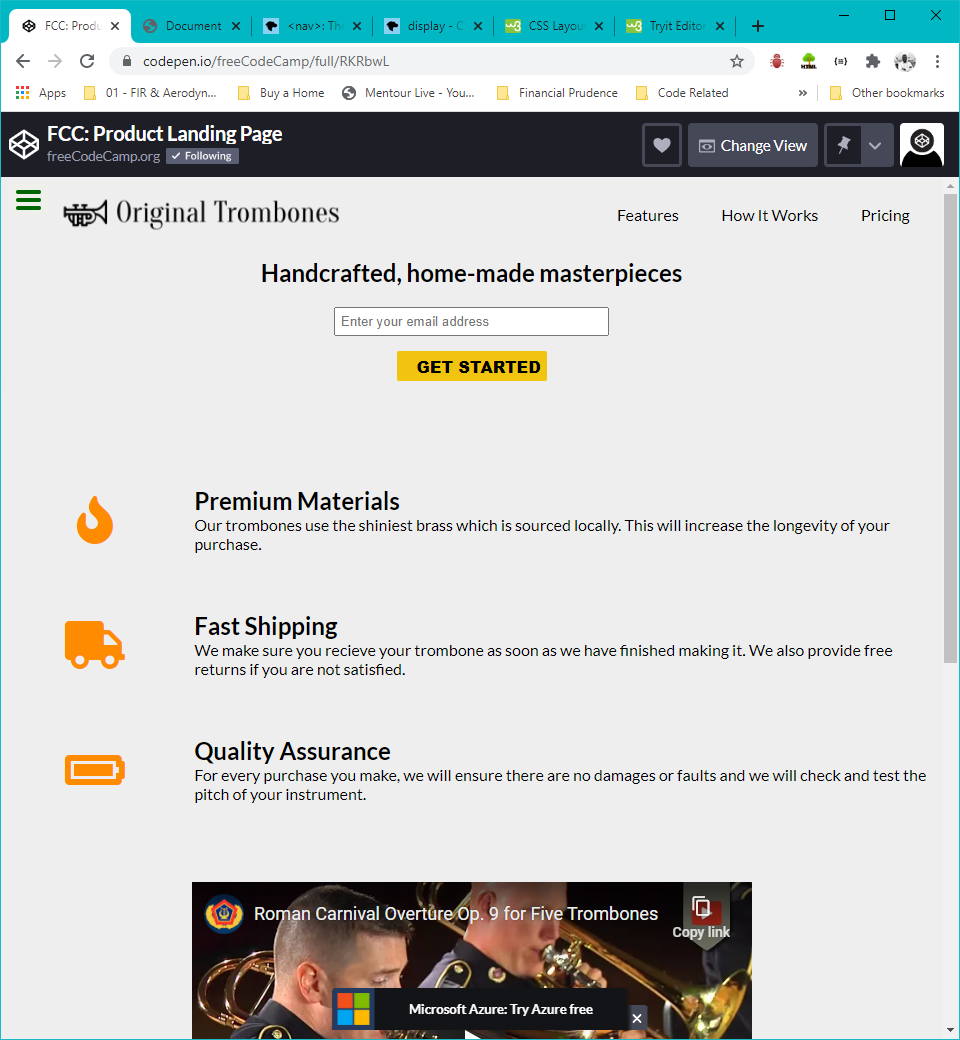 FCC: Produ
Document
<nav>: The
display - C
CSS Layou
Tryit Editor
codepen.io/freeCodeCamp/full/RKRbwL
Apps
01 - FIR & Aerodyn...
Buy a Home
Mentour Live - You...
Financial Prudence
Code Related
»
Other bookmarks
FCC: Product Landing Page
freeCodeCamp.org
Following
Change View
Original Trombones
Features
How It Works
Pricing
Handcrafted, home-made masterpieces
Enter your email address
GET STARTED
Premium Materials
Our trombones use the shiniest brass which is sourced locally. This will increase the longevity of your
purchase.
Fast Shipping
We make sure you recieve your trombone as soon as we have finished making it. We also provide free
returns if you are not satisfied.
Quality Assurance
For every purchase you make, we will ensure there are no damages or faults and we will check and test the
pitch of your instrument.
Roman Carnival Overture Op. 9 for Five Trombones
Copy link
Microsoft Azure: Try Azure free